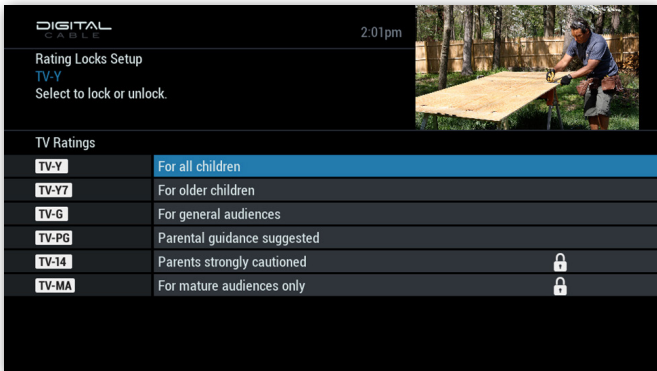 DIGITAL
CABLE
2:01pm
Rating Locks Setup
TV-Y
Select to lock or unlock.
TV Ratings
TV-Y For all children
TV-Y7 For older children
TV-G For general audiences
TV-PG Parental guidance suggested
TV-14 Parents strongly cautioned
TV-MA For mature audiences only